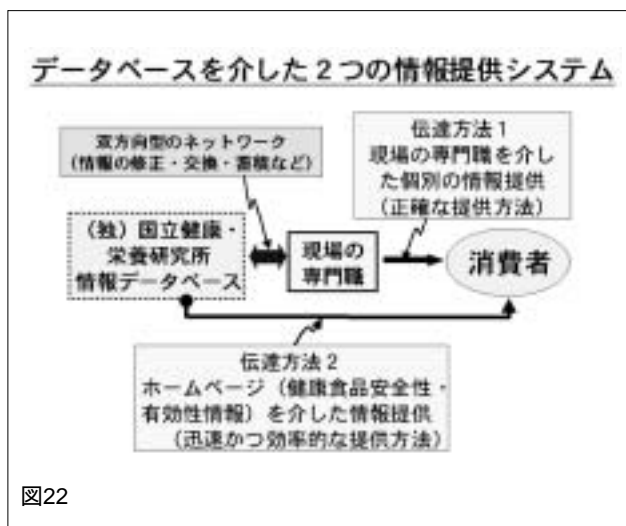 データベースを介した2つの情報提供システム
双方向型のネットワーク
(情報の修正・交換・蓄積など)
伝達方法1
現場の専門職を介し
た個別の情報提供
(正確な提供方法)
(独)国立健康・
栄養研究所
情報データベース
現場の
専門職
消費者
伝達方法2
ホームページ(健康食品安全性・
有効性情報)を介した情報提供
(迅速かつ効率的な提供方法)
図22